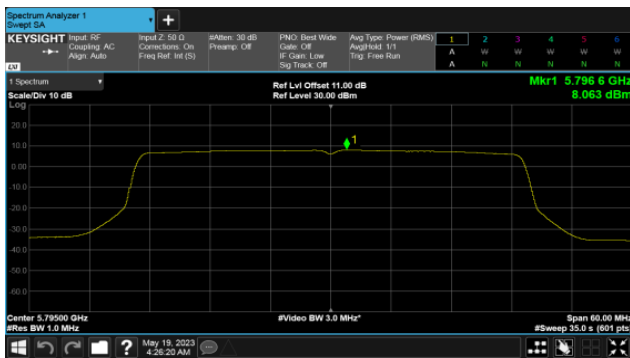 Spectrum Analyzer 1
Swept SA
KEYSIGHT Input: RF Input Z: 50 Ω #Atten: 30 dB PNO: Best Wide Avg Type: Power (RMS) 1 2 3 4 5 6
Coupling: AC Corrections: On Preamp: Off Gate: Off Avg|Hold: 1/1 A W W W W W
Align: Auto Freq Ref: Int (S) IF Gain: Low Trig: Free Run
Sig Track: Off A N N N N N
LXI
1 Spectrum Ref Lvl Offset 11.00 dB Mkr1 5.796 6 GHz
Scale/Div 10 dB Ref Level 30.00 dBm 8.063 dBm
Log
20.0
10.0
1
0.00
-10.0
-20.0
-30.0
-40.0
-50.0
-60.0
Center 5.79500 GHz #Video BW 3.0 MHz* Span 60.00 MHz
#Res BW 1.0 MHz #Sweep 35.0 s (601 pts)
? May 19, 2023
4:26:20 AM